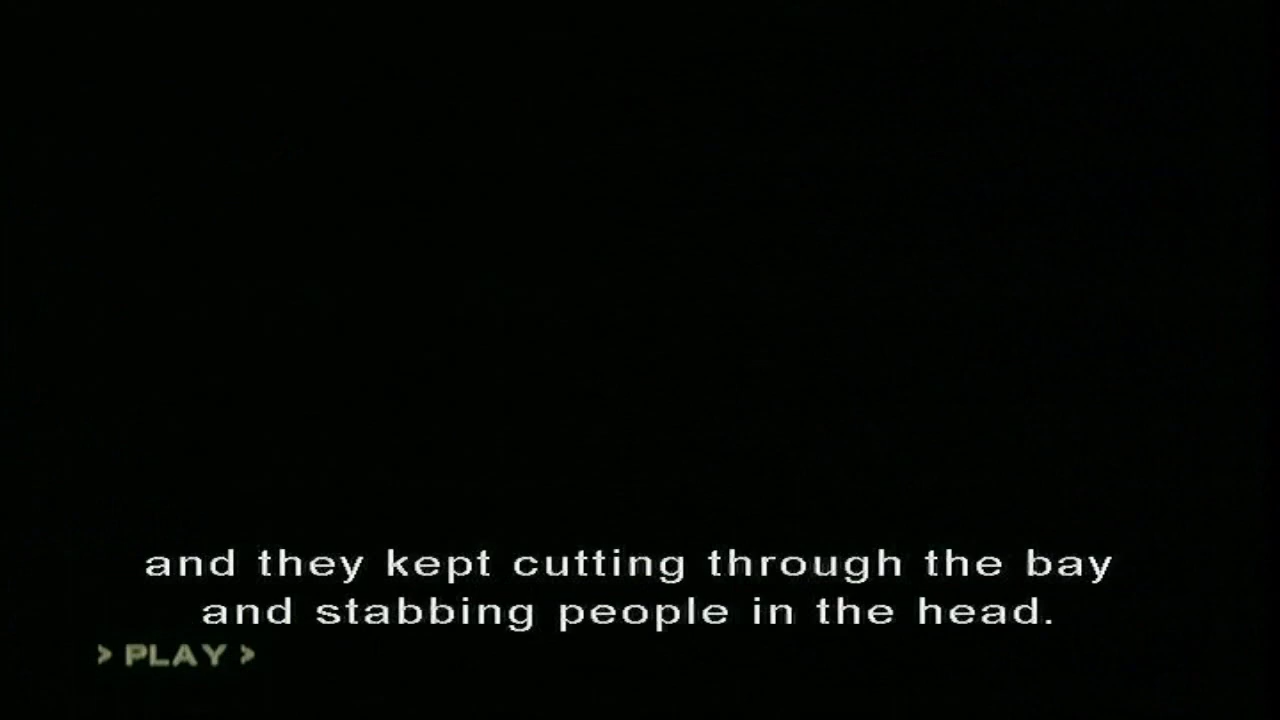 and they kept cutting through the bay
and stabbing people in the head.
> PLAY >